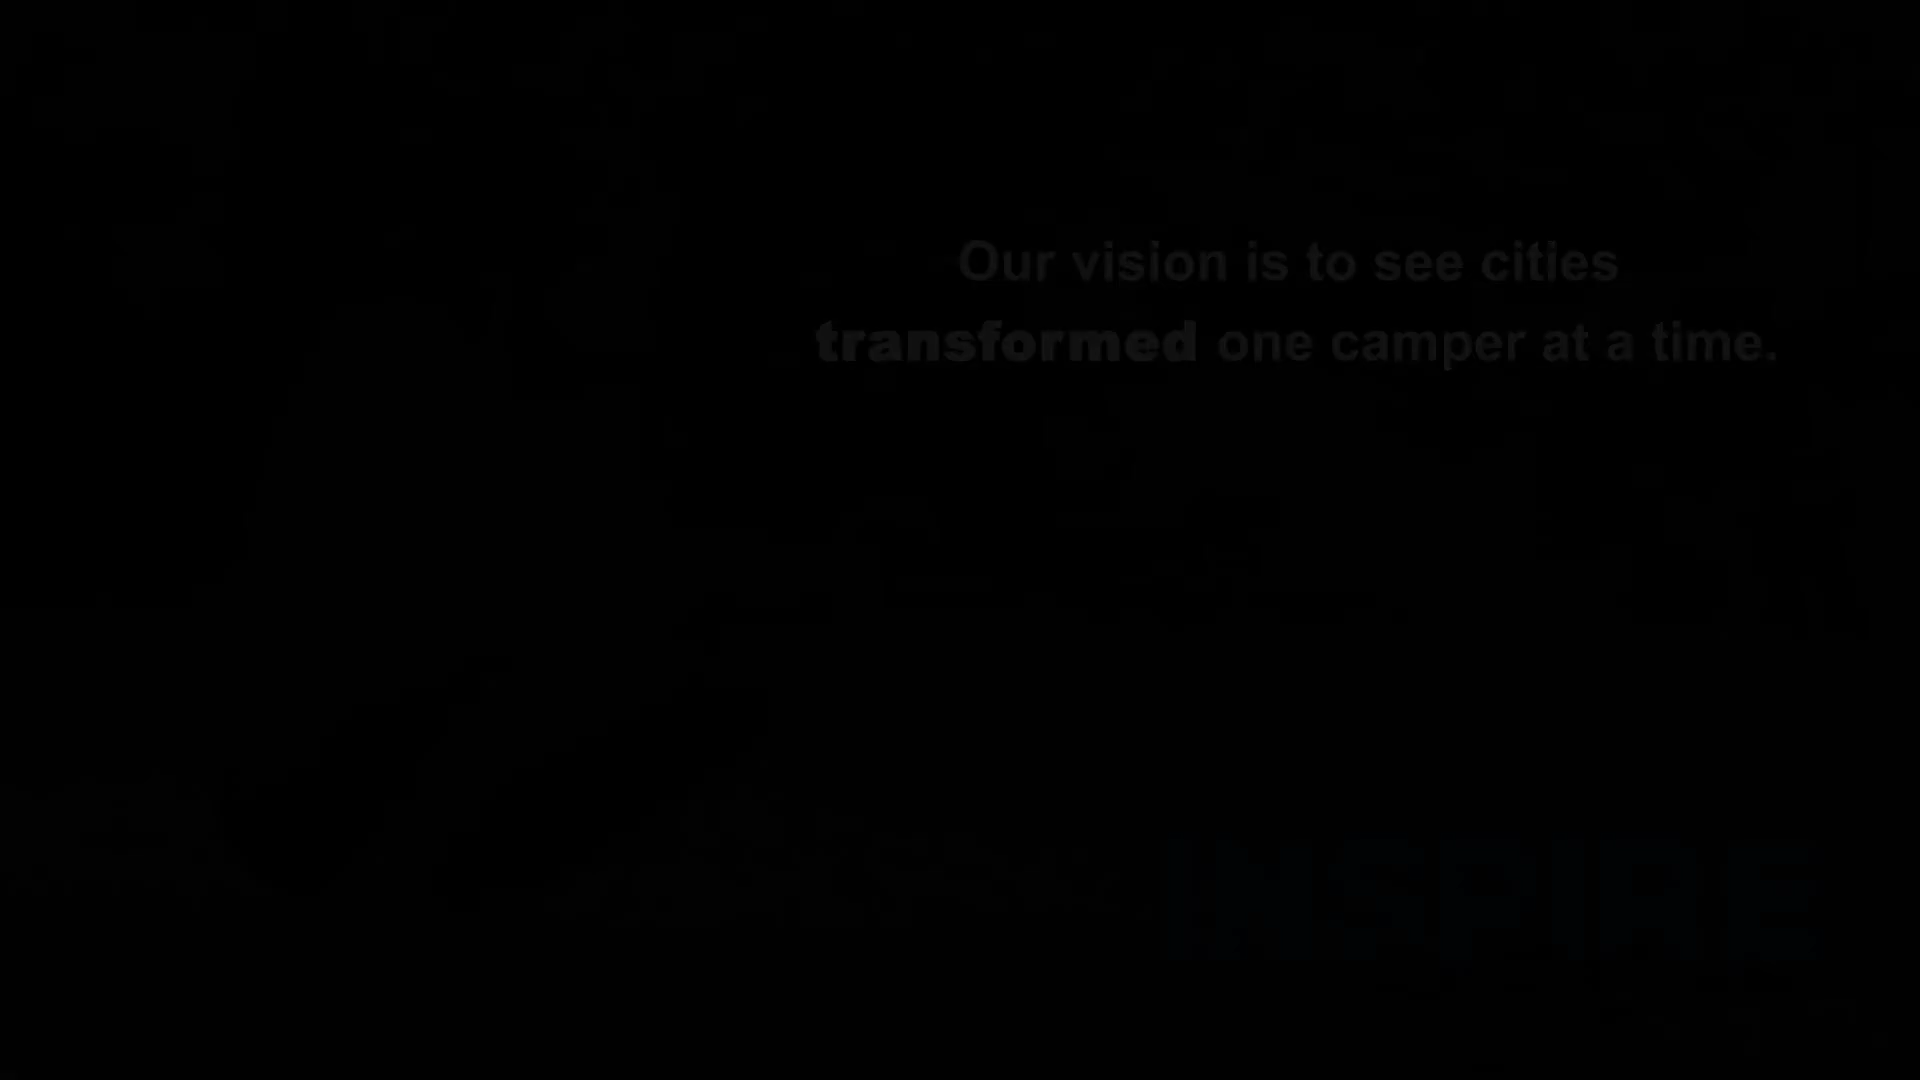 Our vision is to see cities
transformed one camper at a time.
INSPIRE